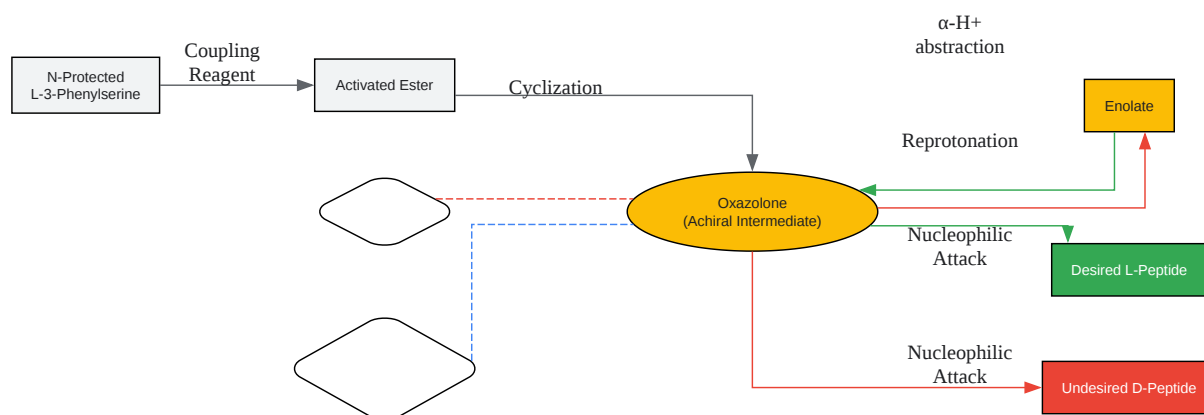 α-H+
abstraction
Coupling
Reagent
N-Protected
L-3-Phenylserine
Activated Ester
Cyclization
Enolate
Reprotonation
Oxazolone
(Achiral Intermediate)
Nucleophilic
Attack
Desired L-Peptide
Nucleophilic
Attack
Undesired D-Peptide